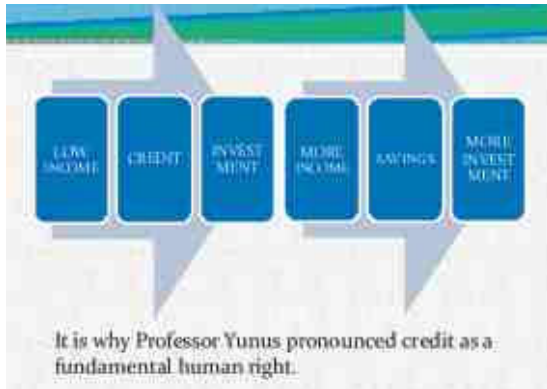 LOW
INCOME
CREDIT
INVEST
MENT
MORE
INCOME
SAVINGS
MORE
INVEST
MENT
It is why Professor Yunus pronounced credit as a
fundamental human right.